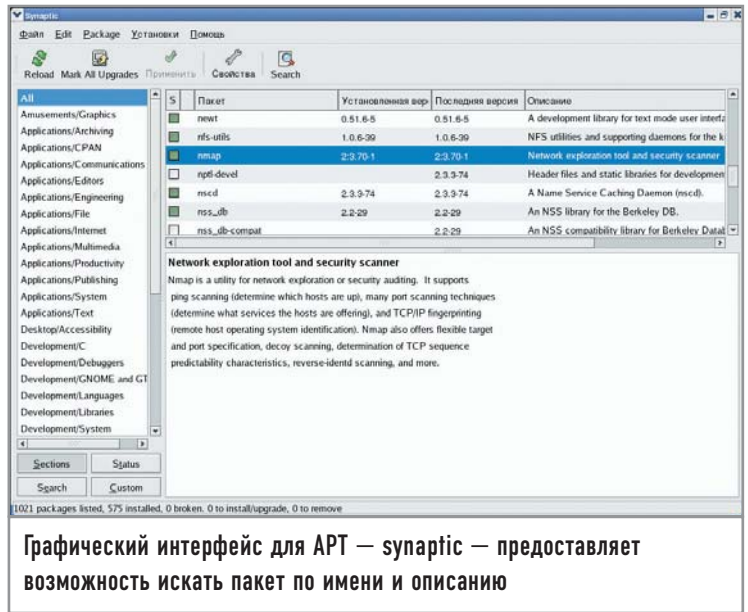 Synaptic
Файл Edit Package Установки Помощь
Reload Mark All Upgrades Применить Свойства Search
All
Amusements/Graphics
Applications/Archiving
Applications/CPAN
Applications/Communications
Applications/Editors
Applications/Engineering
Applications/File
Applications/Internet
Applications/Multimedia
Applications/Productivity
Applications/Publishing
Applications/System
Applications/Text
Desktop/Accessibility
Development/C
Development/Debuggers
Development/GNOME and GT
Development/Languages
Development/Libraries
Development/System
Sections Status
Search Custom
S Пакет Установленная вер Последняя версия Описание
newt 0.51.6-5 0.51.6-5 A development library for text mode user interfa
nfs-utils 1.0.6-39 1.0.6-39 NFS utlilities and supporting daemons for the k
nmap 2:3.70-1 2:3.70-1 Network exploration tool and security scanner
nptl-devel 2.3.3-74 Header files and static libraries for developmen
nscd 2.3.3-74 2.3.3-74 A Name Service Caching Daemon (nscd).
nss_db 2.2-29 2.2-29 An NSS library for the Berkeley DB.
nss_db-compat 2.2-29 An NSS compatibility library for Berkeley Datab
Network exploration tool and security scanner
Nmap is a utility for network exploration or security auditing. It supports
ping scanning (determine which hosts are up), many port scanning techniques
(determine what services the hosts are offering), and TCP/IP fingerprinting
(remote host operating system identification). Nmap also offers flexible target
and port specification, decoy scanning, determination of TCP sequence
predictability characteristics, reverse-identd scanning, and more.
1021 packages listed, 575 installed, 0 broken. 0 to install/upgrade, 0 to remove
Графический интерфейс для APT — synaptic — предоставляет
возможность искать пакет по имени и описанию